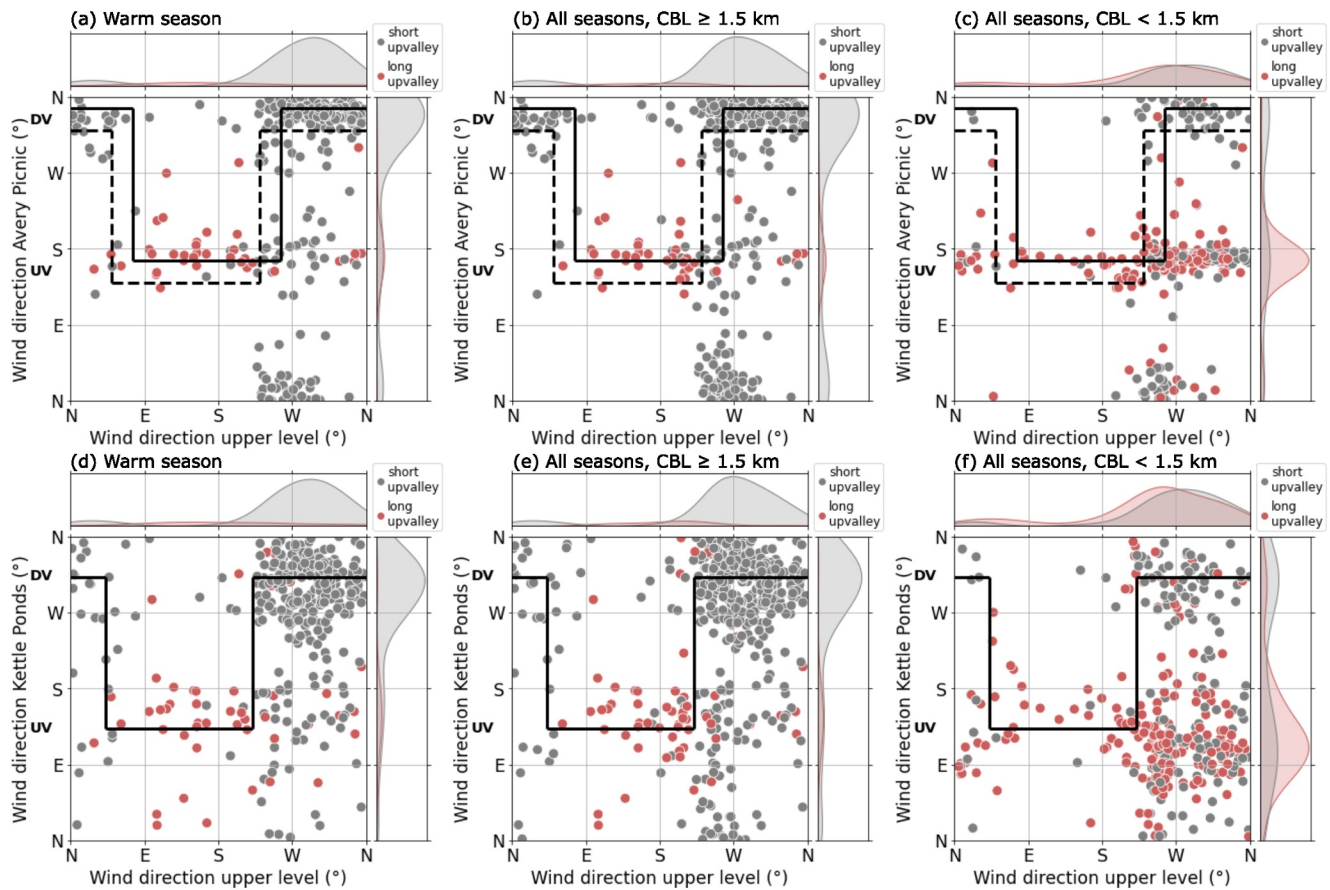 (a) Warm season
short
upvalley
long
upvalley
N
DV
W
S
UV
E
N
Wind direction Avery Picnic (°)
N
E
S
W
N
Wind direction upper level (°)
(b) All seasons, CBL ≥ 1.5 km
short
upvalley
long
upvalley
N
DV
W
S
UV
E
N
Wind direction Avery Picnic (°)
N
E
S
W
N
Wind direction upper level (°)
(c) All seasons, CBL < 1.5 km
short
upvalley
long
upvalley
N
DV
W
S
UV
E
N
Wind direction Avery Picnic (°)
N
E
S
W
N
Wind direction upper level (°)
(d) Warm season
short
upvalley
long
upvalley
N
DV
W
S
UV
E
N
Wind direction Kettle Ponds (°)
N
E
S
W
N
Wind direction upper level (°)
(e) All seasons, CBL ≥ 1.5 km
short
upvalley
long
upvalley
N
DV
W
S
UV
E
N
Wind direction Kettle Ponds (°)
N
E
S
W
N
Wind direction upper level (°)
(f) All seasons, CBL < 1.5 km
short
upvalley
long
upvalley
N
DV
W
S
UV
E
N
Wind direction Kettle Ponds (°)
N
E
S
W
N
Wind direction upper level (°)